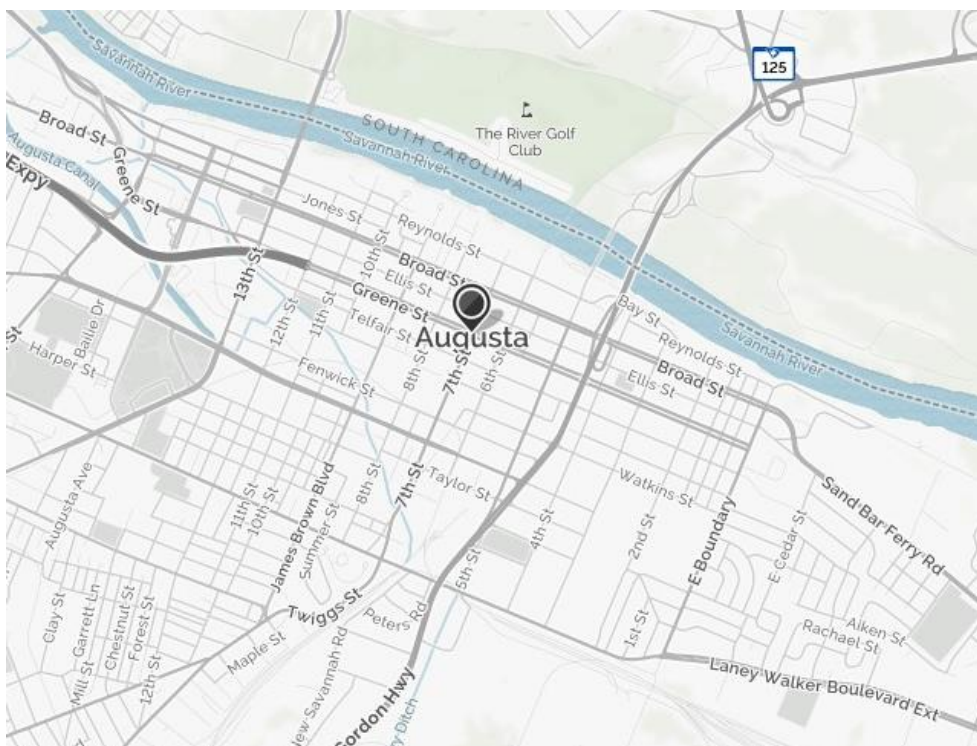 Savannah River
125
Broad St
SOUTH CAROLINA
The River Golf
Club
Savannah River
Augusta Canal
Greene St
Expy
Jones St
Reynolds St
10th St
Broad St
Ellis St
13th St
Greene St
12th St
11th St
Telfair St
Augusta
Bay St
Savannah River
Reynolds St
Bailie Dr
St
Harper St
Fenwick St
8th St
7th St
6th St
Ellis St
Broad St
Taylor St
7th St
8th St
Watkins St
Sand Bar Ferry Rd
Augusta Ave
11th St
10th St
James Brown Blvd
Summer St
4th St
2nd St
E Boundary
E Cedar St
5th St
Clay St
Garrett Ln
Chestnut St
Forest St
Twiggs St
Peters Rd
1st St
Aiken St
Rachael St
Mill St
12th St
Maple St
New Savannah Rd
Gordon Hwy
Ditch
Laney Walker Boulevard Ext